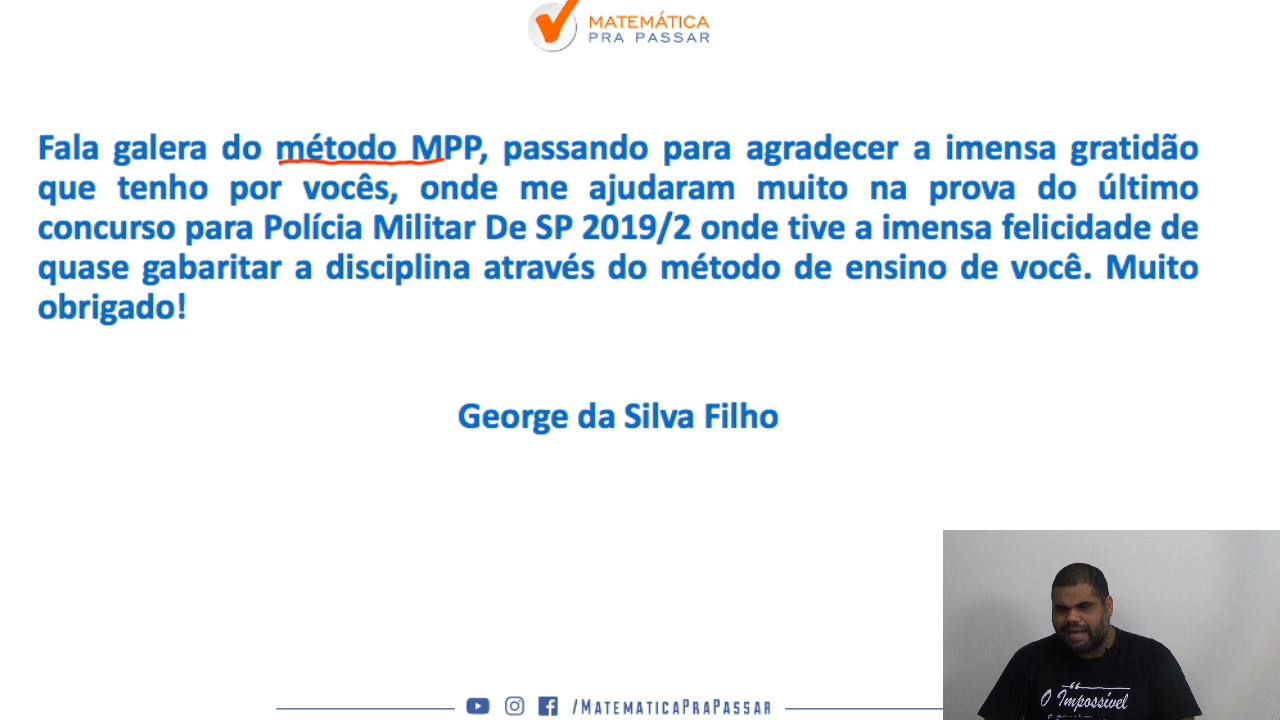 MATEMÁTICA
PRA PASSAR
Fala galera do método MPP, passando para agradecer a imensa gratidão
que tenho por vocês, onde me ajudaram muito na prova do último
concurso para Polícia Militar De SP 2019/2 onde tive a imensa felicidade de
quase gabaritar a disciplina através do método de ensino de você. Muito
obrigado!
George da Silva Filho
O Impossível
/MATEMATICAPRAPASSAR